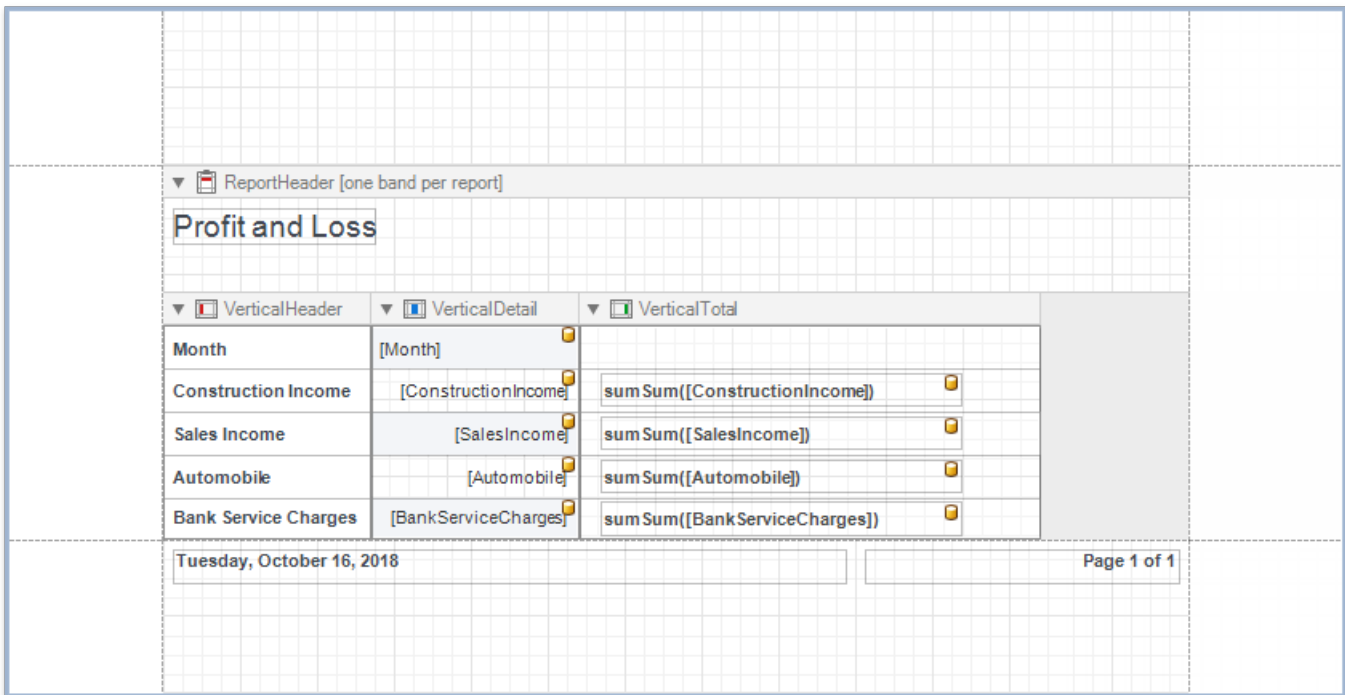 ReportHeader [one band per report]
Profit and Loss
VerticalHeader VerticalDetail VerticalTotal
Month [Month]
Construction Income [ConstructionIncome] sumSum([ConstructionIncome])
Sales Income [SalesIncome] sumSum([SalesIncome])
Automobile [Automobile] sumSum([Automobile])
Bank Service Charges [BankServiceCharges] sumSum([BankServiceCharges])
Tuesday, October 16, 2018 Page 1 of 1